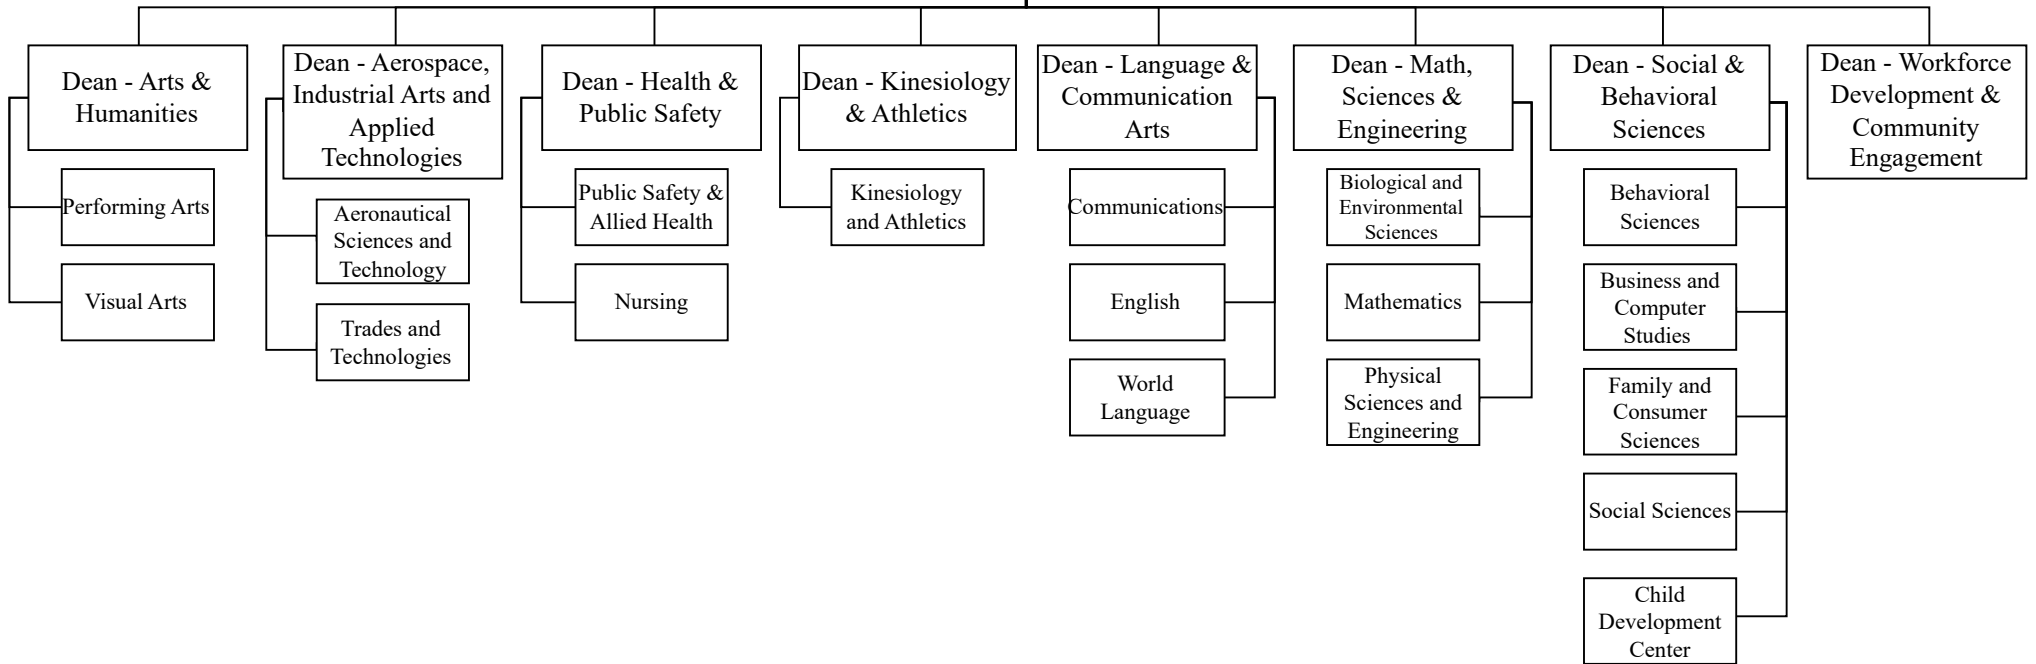 Dean - Arts &
Humanities
Performing Arts
Visual Arts
Dean - Aerospace,
Industrial Arts and
Applied
Technologies
Aeronautical
Sciences and
Technology
Trades and
Technologies
Dean - Health &
Public Safety
Public Safety &
Allied Health
Nursing
Dean - Kinesiology
& Athletics
Kinesiology
and Athletics
Dean - Language &
Communication
Arts
Communications
English
World
Language
Dean - Math,
Sciences &
Engineering
Biological and
Environmental
Sciences
Mathematics
Physical
Sciences and
Engineering
Dean - Social &
Behavioral
Sciences
Behavioral
Sciences
Business and
Computer
Studies
Family and
Consumer
Sciences
Social Sciences
Child
Development
Center
Dean - Workforce
Development &
Community
Engagement